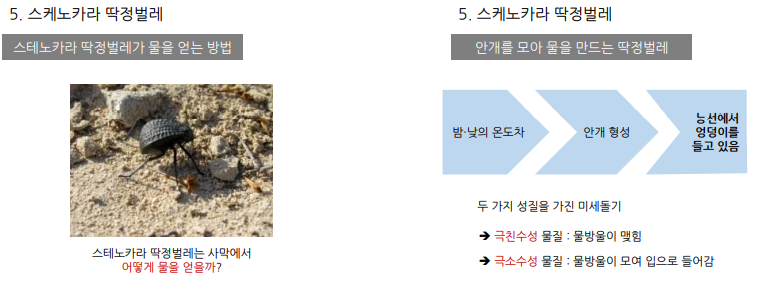 5. 스케노카라 딱정벌레
스테노카라 딱정벌레가 물을 얻는 방법
스테노카라 딱정벌레는 사막에서
어떻게 물을 얻을까?
5. 스케노카라 딱정벌레
안개를 모아 물을 만드는 딱정벌레
밤·낮의 온도차
안개 형성
능선에서
엉덩이를
들고 있음
두 가지 성질을 가진 미세돌기
➔ 극친수성 물질 : 물방울이 맺힘
➔ 극소수성 물질 : 물방울이 모여 입으로 들어감